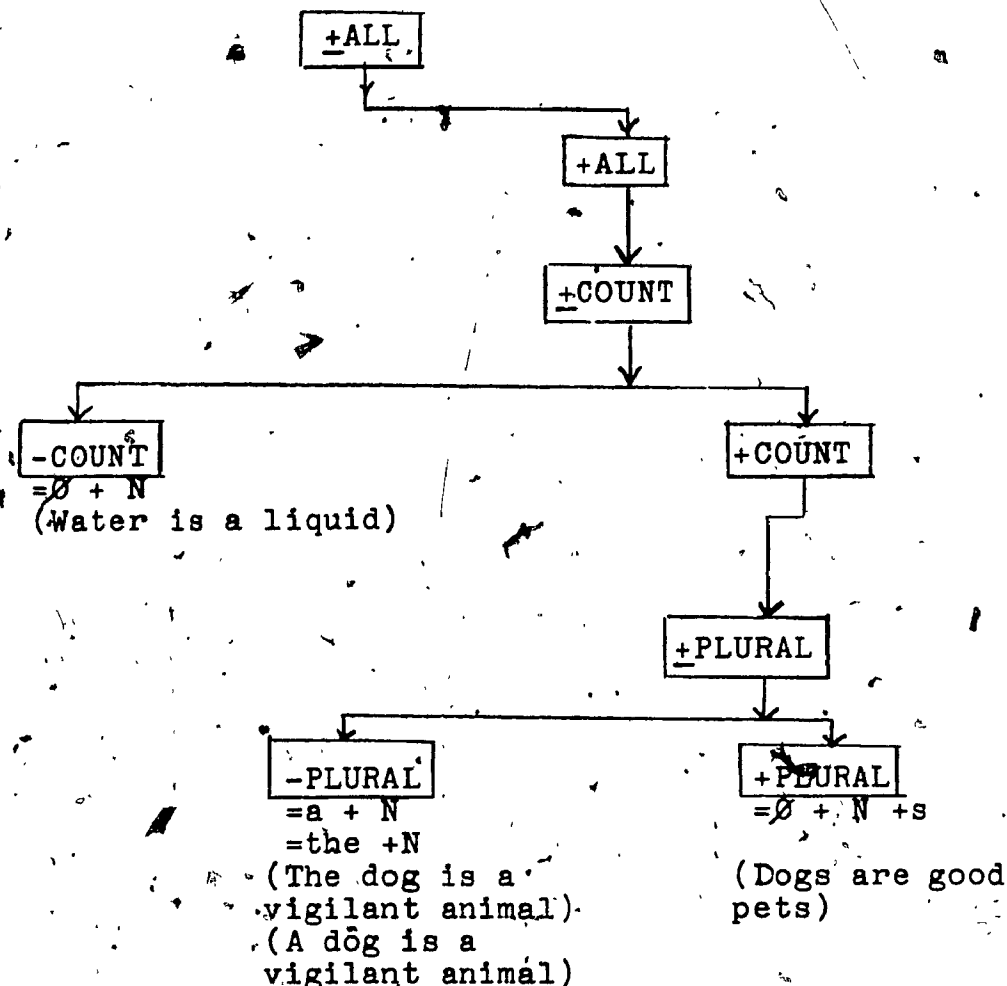 ±ALL
+ALL
±COUNT
-COUNT
=Ø + N
(Water is a liquid)
+COUNT
±PLURAL
-PLURAL
=a + N
=the +N
(The dog is a
vigilant animal)
(A dog is a
vigilant animal)
+PLURAL
=Ø + N +s
(Dogs are good
pets)